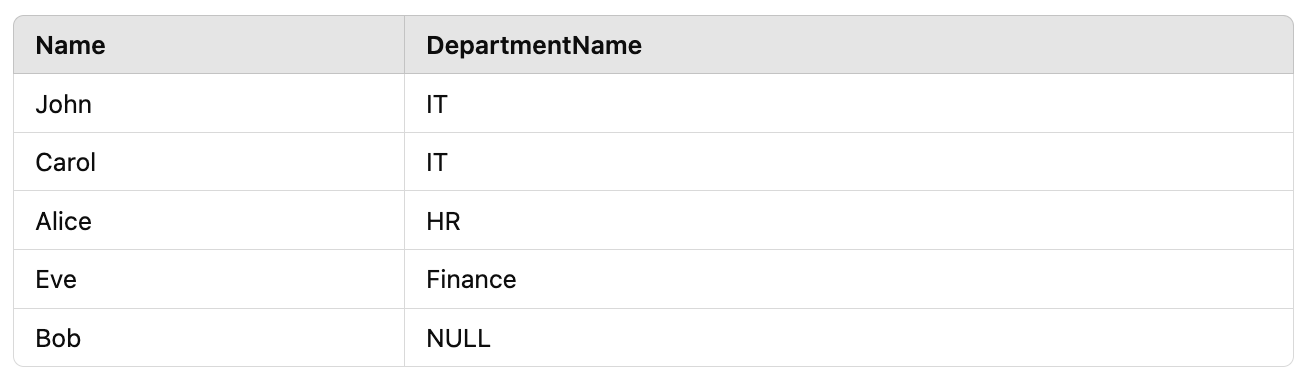 Name DepartmentName
John IT
Carol IT
Alice HR
Eve Finance
Bob NULL